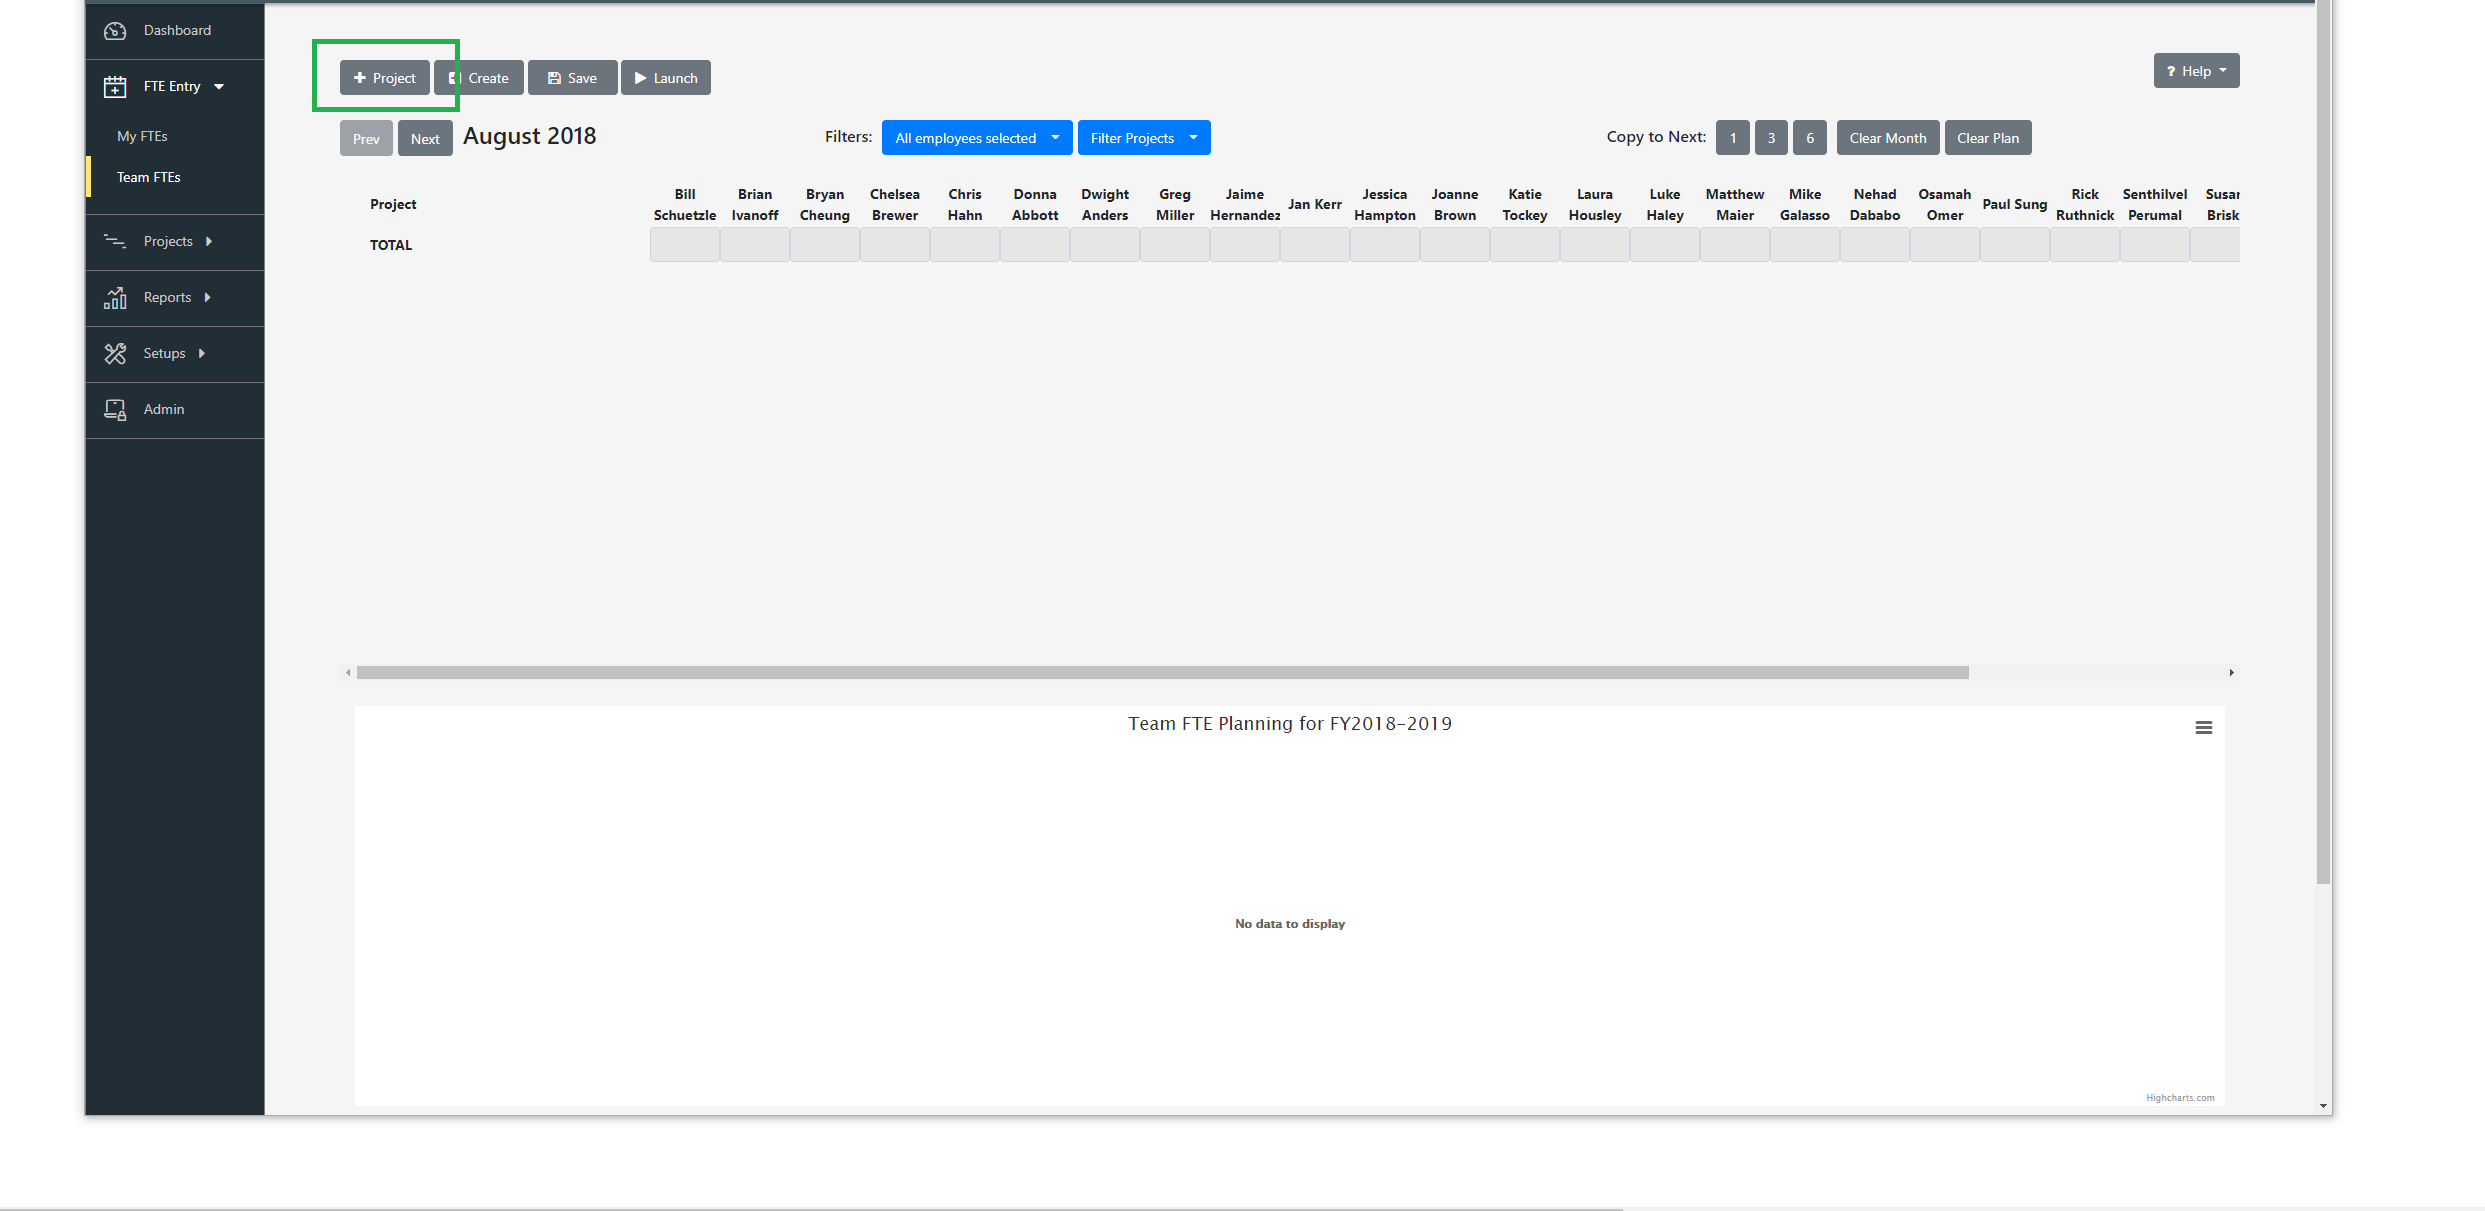 Dashboard
FTE Entry
My FTEs
Team FTEs
Projects
Reports
Setups
Admin
Project Create Save Launch
? Help
Prev Next August 2018 Filters: All employees selected Filter Projects Copy to Next: 1 3 6 Clear Month Clear Plan
Project Bill Schuetzle Brian Ivanoff Bryan Cheung Chelsea Brewer Chris Hahn Donna Abbott Dwight Anders Greg Miller Jaime Hernandez Jan Kerr Jessica Hampton Joanne Brown Katie Tockey Laura Housley Luke Haley Matthew Maier Mike Galasso Nehad Dababo Osamah Omer Paul Sung Rick Ruthnick Senthilvel Perumal Susan Brisk
TOTAL
Team FTE Planning for FY2018-2019
No data to display
Highcharts.com